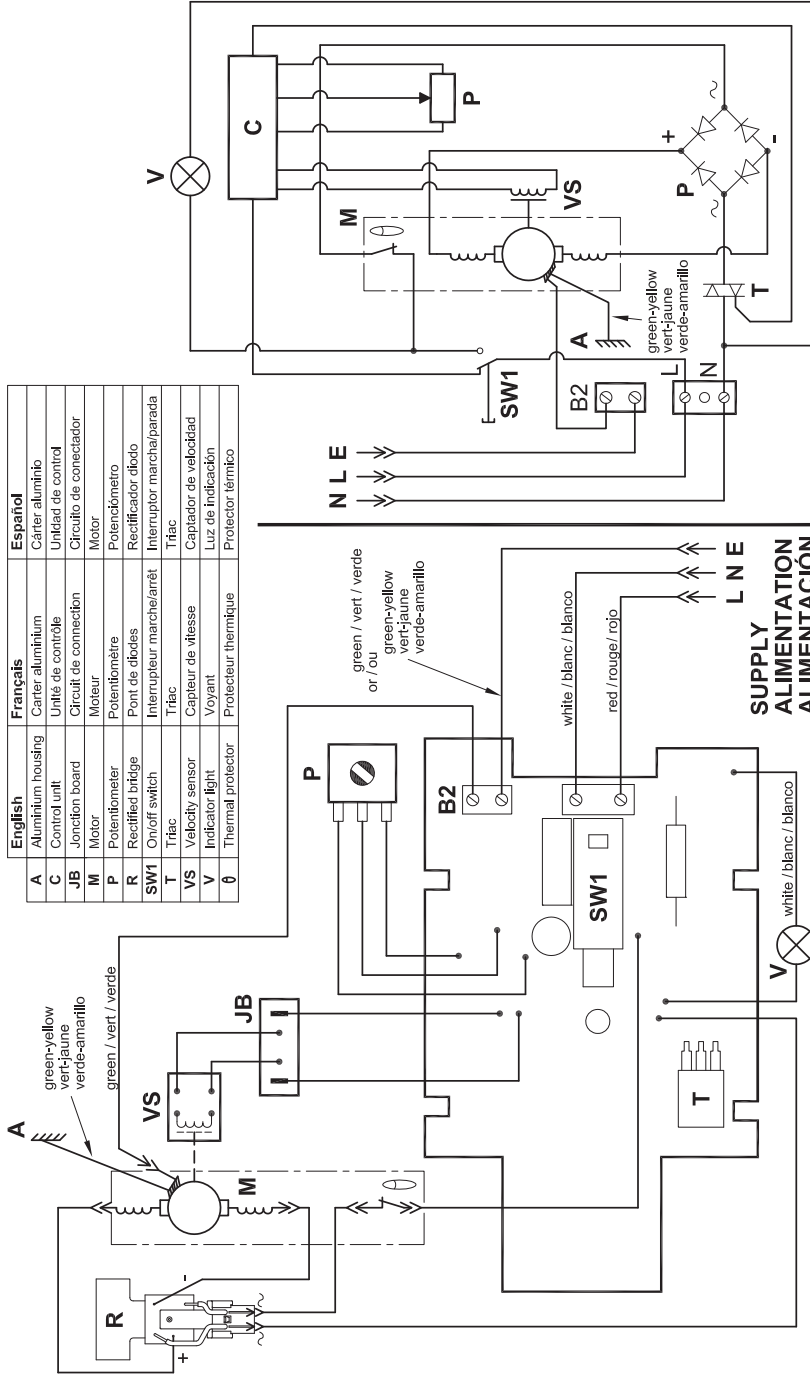 English Français Español
A Aluminium housing Carter aluminium Cárter aluminio
C Control unit Unité de contrôle Unidad de control
JB Jonction board Circuit de connection Circuito de conectador
M Motor Moteur Motor
P Potentiometer Potentiomètre Potenciómetro
R Rectified bridge Pont de diodes Rectificador diodo
SW1 On/off switch Interrupteur marche/arrêt Interruptor marcha/parada
T Triac Triac Triac
VS Velocity sensor Capteur de vitesse Captador de velocidad
V Indicator light Voyant Luz de indicación
θ Thermal protector Protecteur thermique Protector térmico
A
green-yellow
vert-jaune
verde-amarillo
green / vert / verde
R
+
-
~
~
M
VS
JB
P
green / vert / verde
or / ou
green-yellow
vert-jaune
verde-amarillo
B2
white / blanc / blanco
red / rouge/ rojo
SW1
T
V
white / blanc / blanco
L N E
SUPPLY
ALIMENTATION
ALIMENTACIÓN
V
C
P
M
VS
A
green-yellow
vert-jaune
verde-amarillo
SW1
+
-
~
~
P
T
B2
L
N
N L E